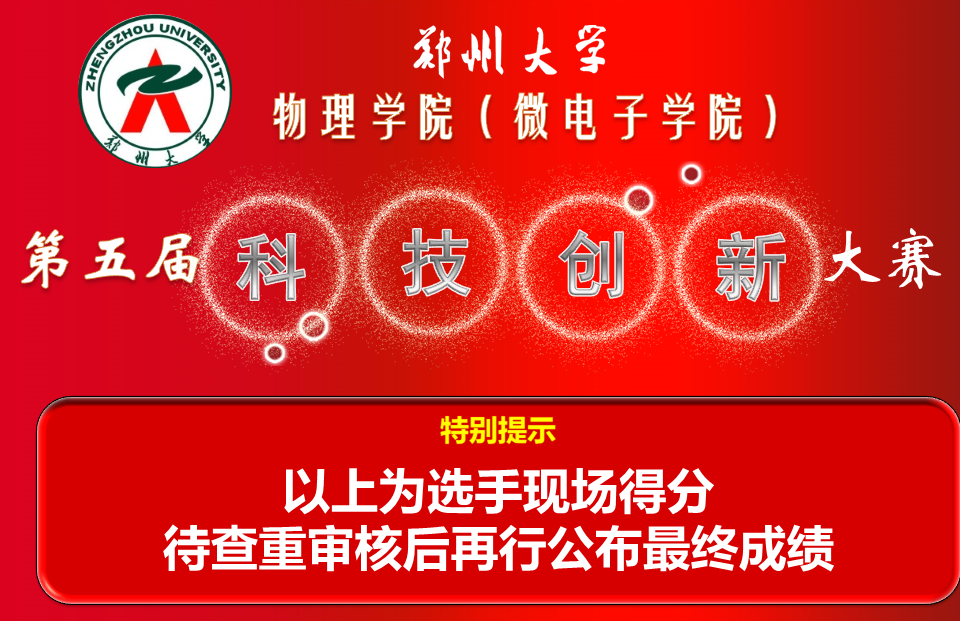 ZHENGZHOU UNIVERSITY
郑州大学
郑州大学
物理学院（微电子学院）
第五届科技创新大赛
特别提示
以上为选手现场得分
待查重审核后再行公布最终成绩